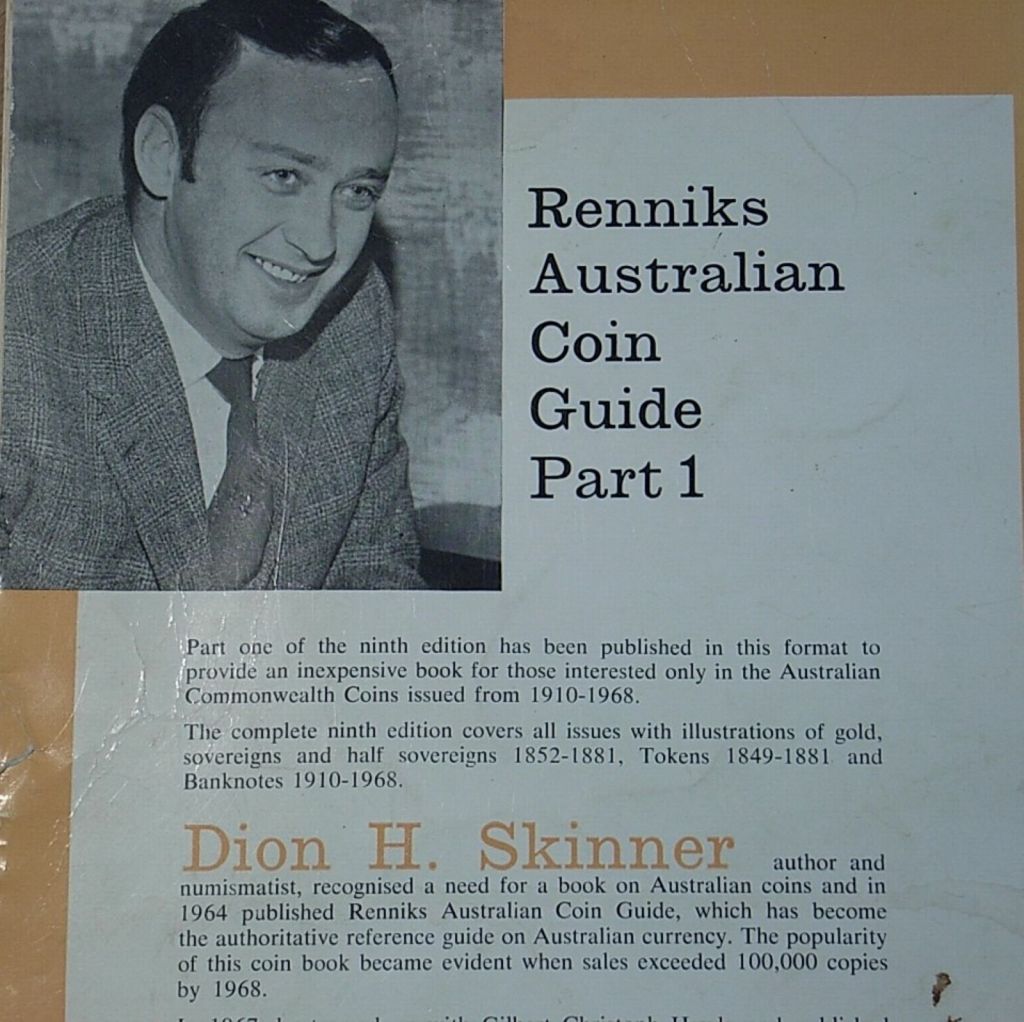 Renniks
Australian
Coin
Guide
Part 1
Part one of the ninth edition has been published in this format to
provide an inexpensive book for those interested only in the Australian
Commonwealth Coins issued from 1910-1968.
The complete ninth edition covers all issues with illustrations of gold,
sovereigns and half sovereigns 1852-1881, Tokens 1849-1881 and
Banknotes 1910-1968.
Dion H. Skinner author and
numismatist, recognised a need for a book on Australian coins and in
1964 published Renniks Australian Coin Guide, which has become
the authoritative reference guide on Australian currency. The popularity
of this coin book became evident when sales exceeded 100,000 copies
by 1968.